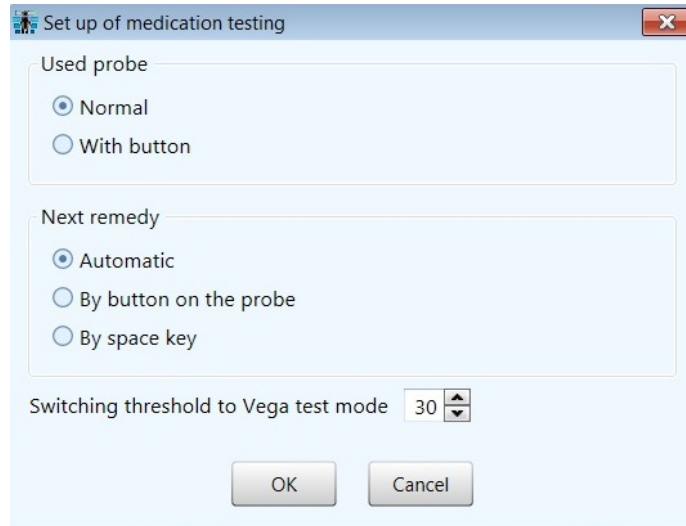 Set up of medication testing
Used probe
Normal
With button
Next remedy
Automatic
By button on the probe
By space key
Switching threshold to Vega test mode 30
OK Cancel